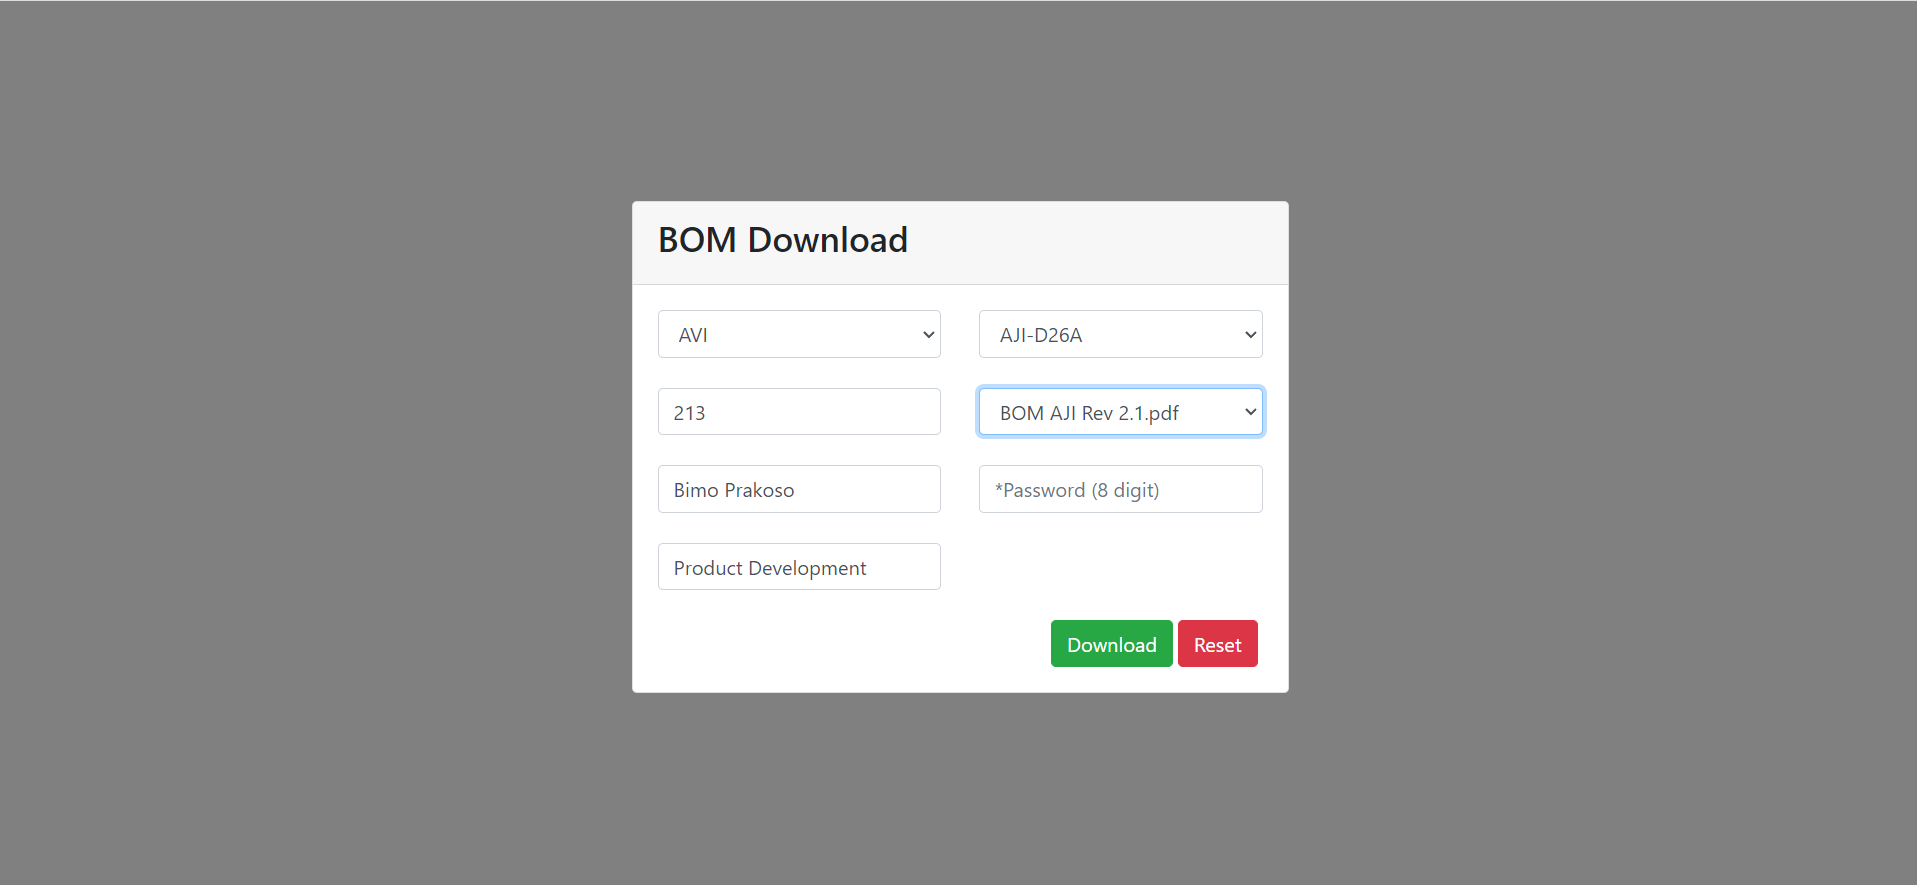 BOM Download
AVI
AJI-D26A
213
BOM AJI Rev 2.1.pdf
Bimo Prakoso
*Password (8 digit)
Product Development
Download
Reset